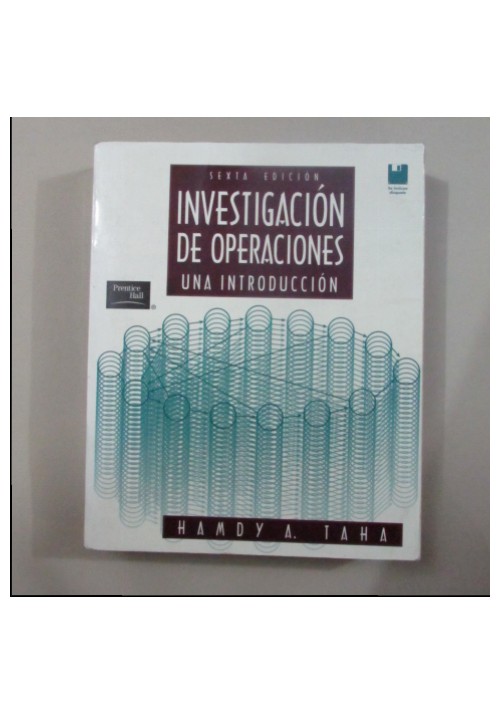 SEXTA EDICIÓN
INVESTIGACIÓN
DE OPERACIONES
UNA INTRODUCCIÓN
Prentice
Hall
®
HAMDY A. TAHA